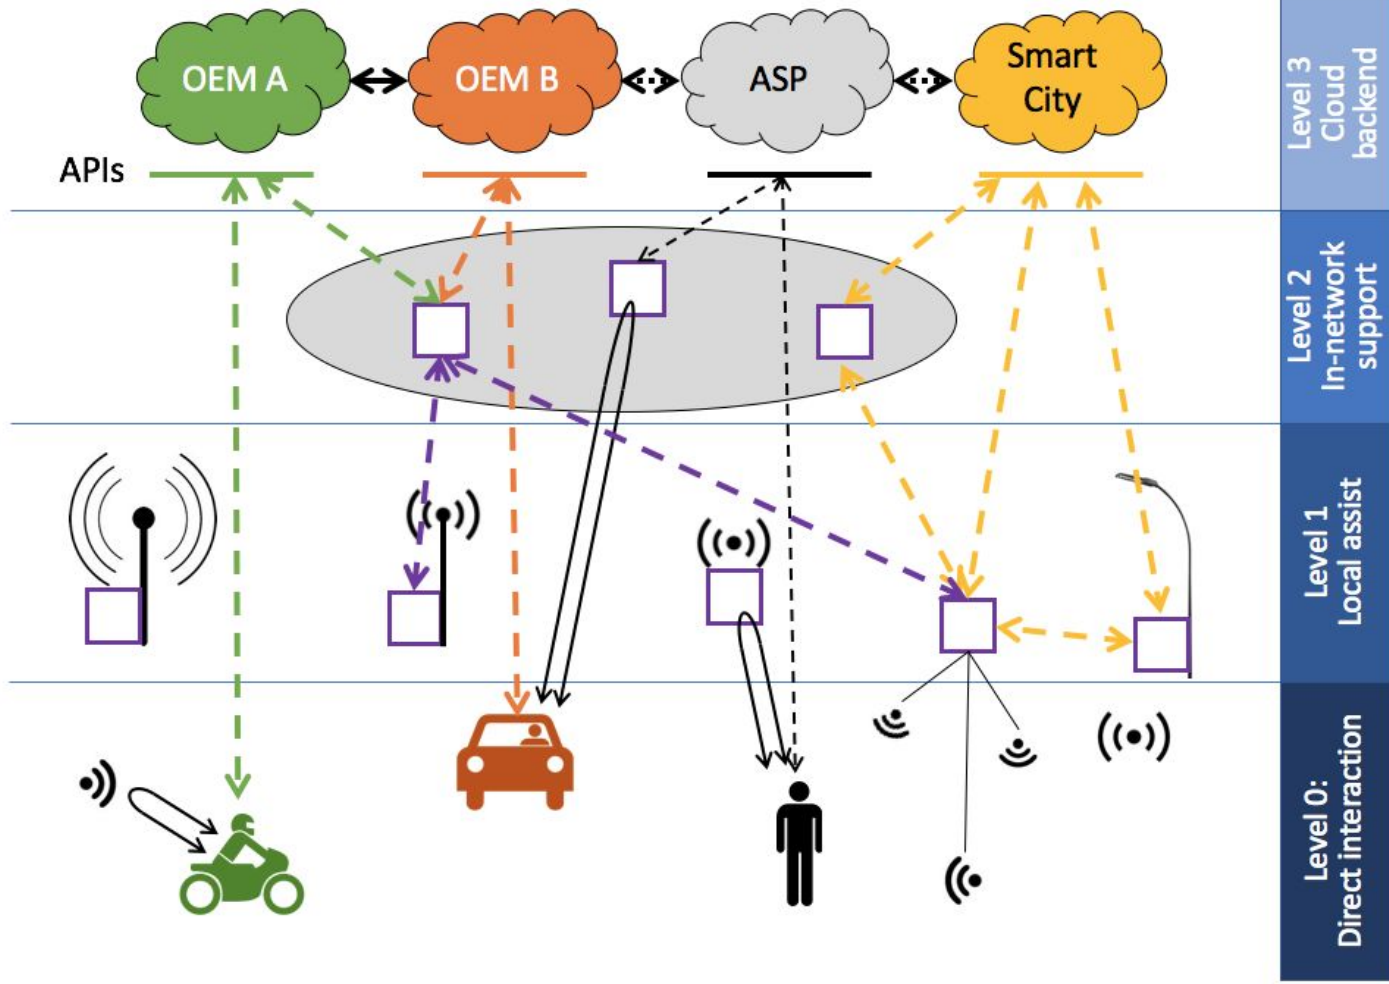 OEM A
OEM B
ASP
Smart
City
APIs
Level 3
Cloud
backend
Level 2
In-network
support
Level 1
Local assist
Level 0:
Direct interaction